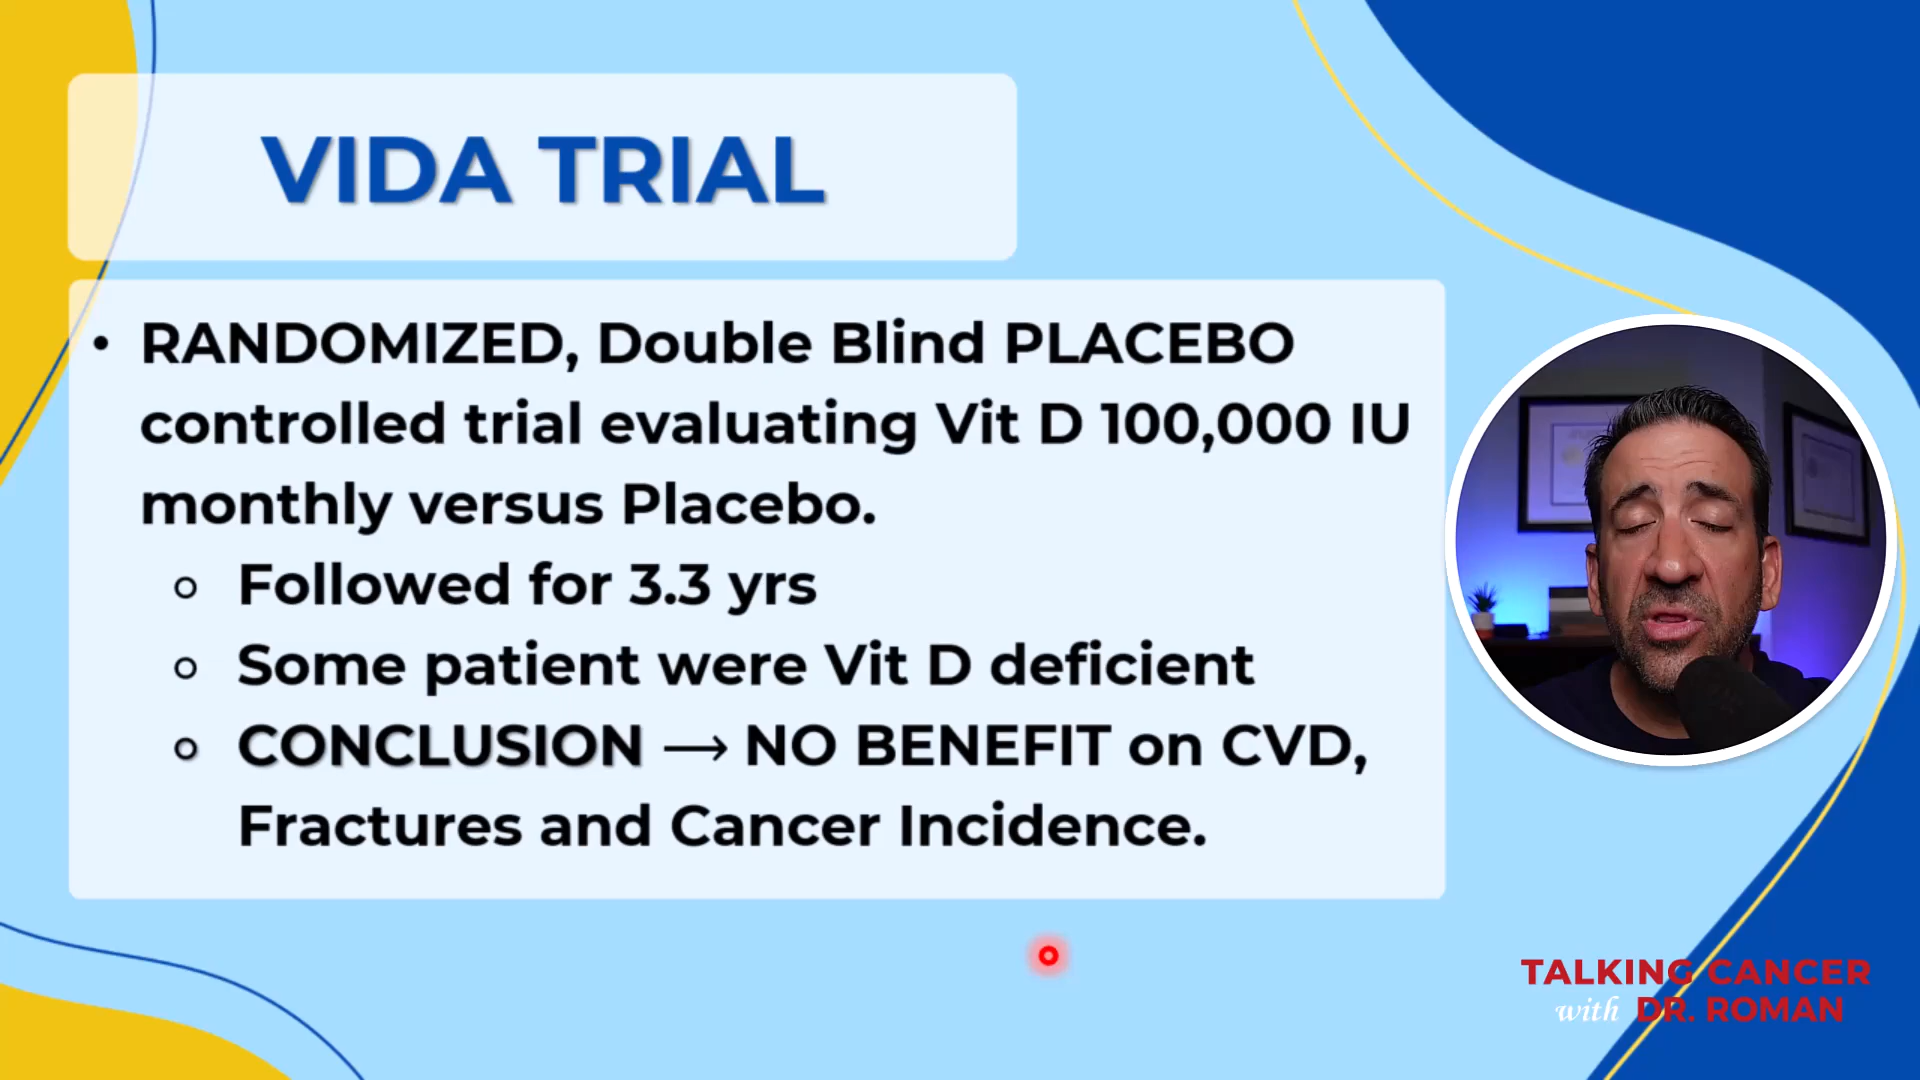 VIDA TRIAL
• RANDOMIZED, Double Blind PLACEBO
controlled trial evaluating Vit D 100,000 IU
monthly versus Placebo.
○ Followed for 3.3 yrs
○ Some patient were Vit D deficient
○ CONCLUSION → NO BENEFIT on CVD,
Fractures and Cancer Incidence.
TALKING CANCER
with DR. ROMAN